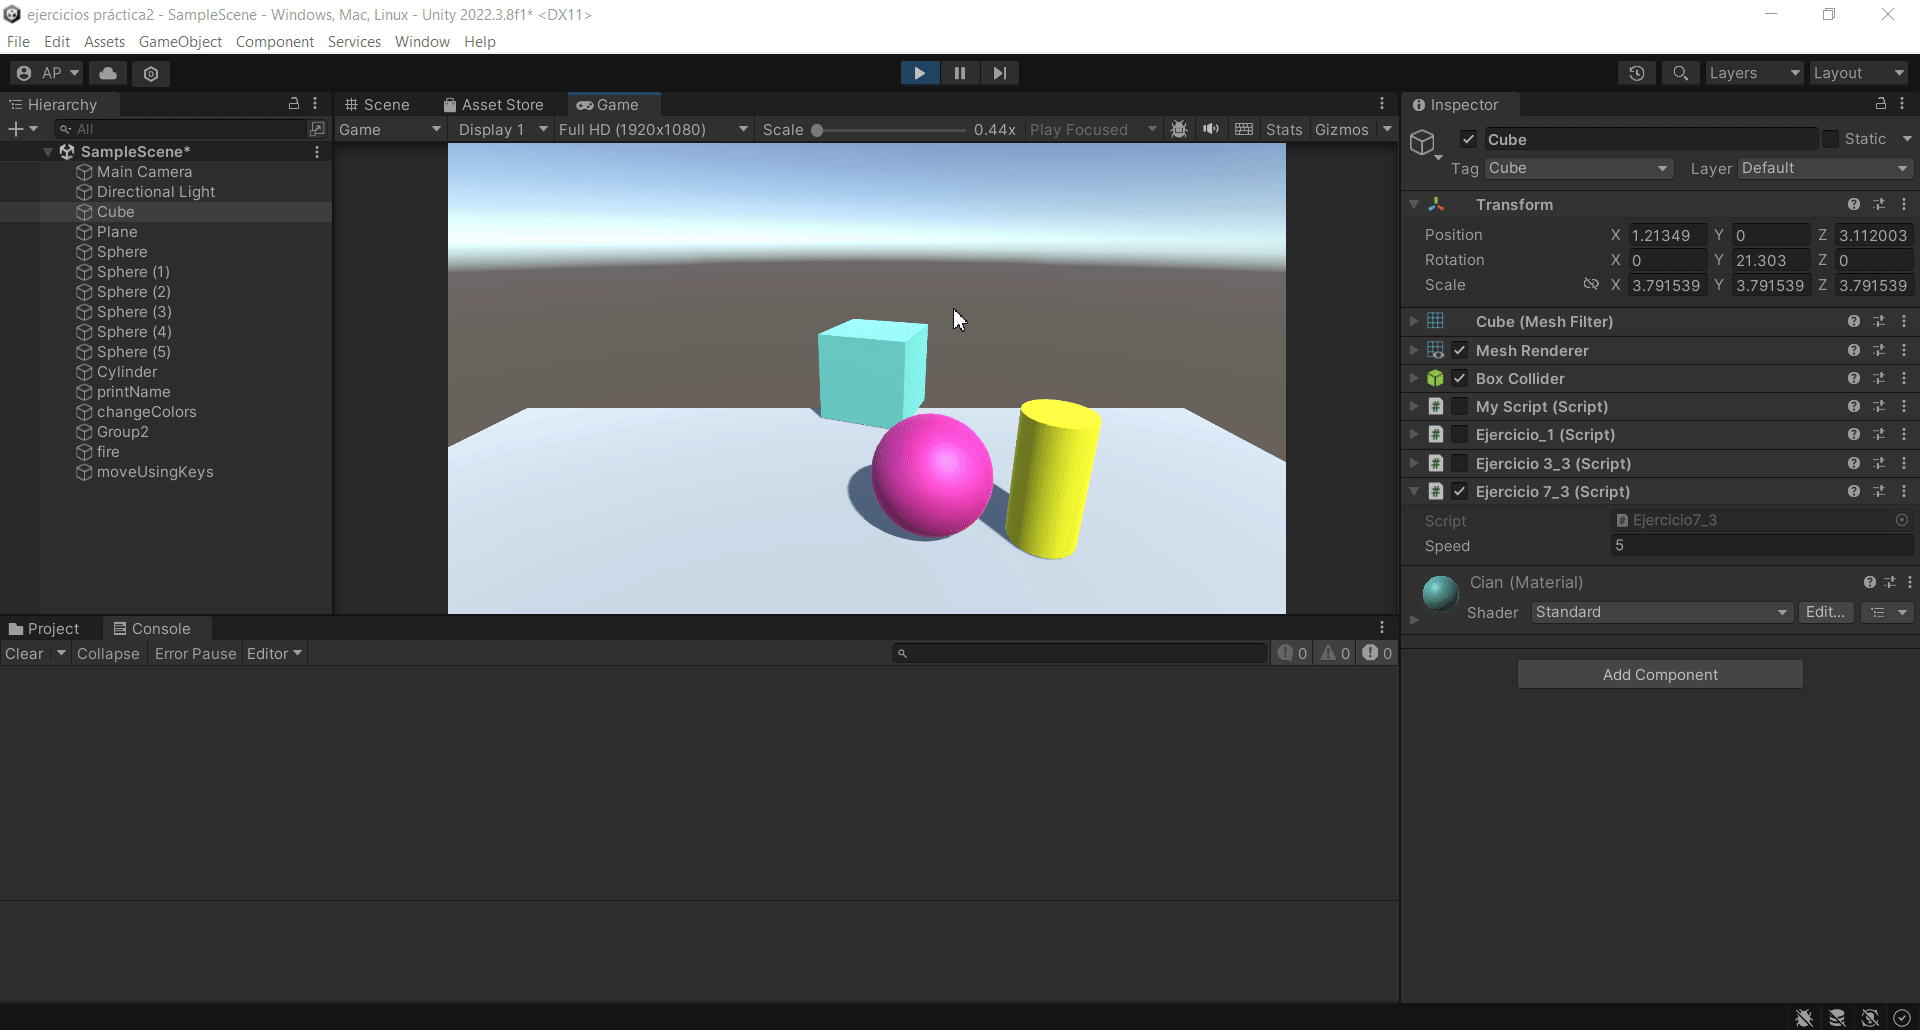 ejercicios práctica2 - SampleScene - Windows, Mac, Linux - Unity 2022.3.8f1* <DX11>
File Edit Assets GameObject Component Services Window Help
AP
Layers Layout
Hierarchy
Scene Asset Store Game
Inspector
All
Game Display 1 Full HD (1920x1080) Scale 0.44x Play Focused Stats Gizmos
SampleScene*
Main Camera
Directional Light
Cube
Plane
Sphere
Sphere (1)
Sphere (2)
Sphere (3)
Sphere (4)
Sphere (5)
Cylinder
printName
changeColors
Group2
fire
moveUsingKeys
Cube Static
Tag Cube Layer Default
Transform
Position X 1.21349 Y 0 Z 3.112003
Rotation X 0 Y 21.303 Z 0
Scale X 3.791539 Y 3.791539 Z 3.791539
Cube (Mesh Filter)
Mesh Renderer
Box Collider
# My Script (Script)
# Ejercicio_1 (Script)
# Ejercicio 3_3 (Script)
# Ejercicio 7_3 (Script)
Script # Ejercicio7_3
Speed 5
Cian (Material)
Shader Standard Edit...
Add Component
Project Console
Clear Collapse Error Pause Editor 0 0 0